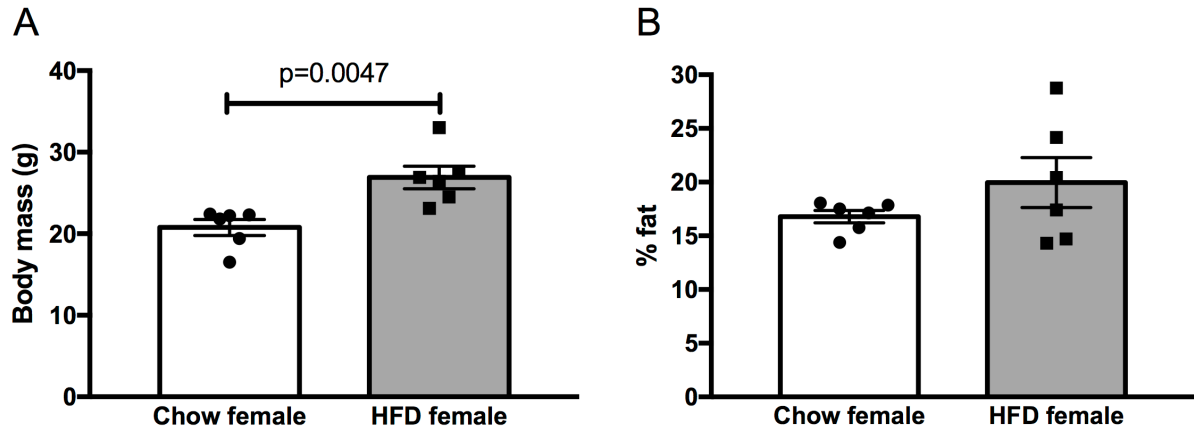 A
Body mass (g)
40
30
20
10
0
p=0.0047
Chow female
HFD female
B
% fat
30
25
20
15
10
5
0
Chow female
HFD female